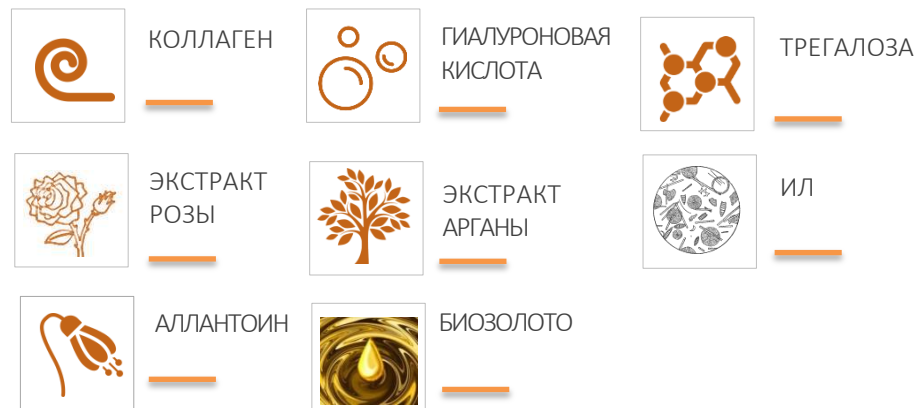 КОЛЛАГЕН
ГИАЛУРОНОВАЯ
КИСЛОТА
ТРЕГАЛОЗА
ЭКСТРАКТ
РОЗЫ
ЭКСТРАКТ
АРГАНЫ
ИЛ
АЛЛАНТОИН
БИОЗОЛОТО